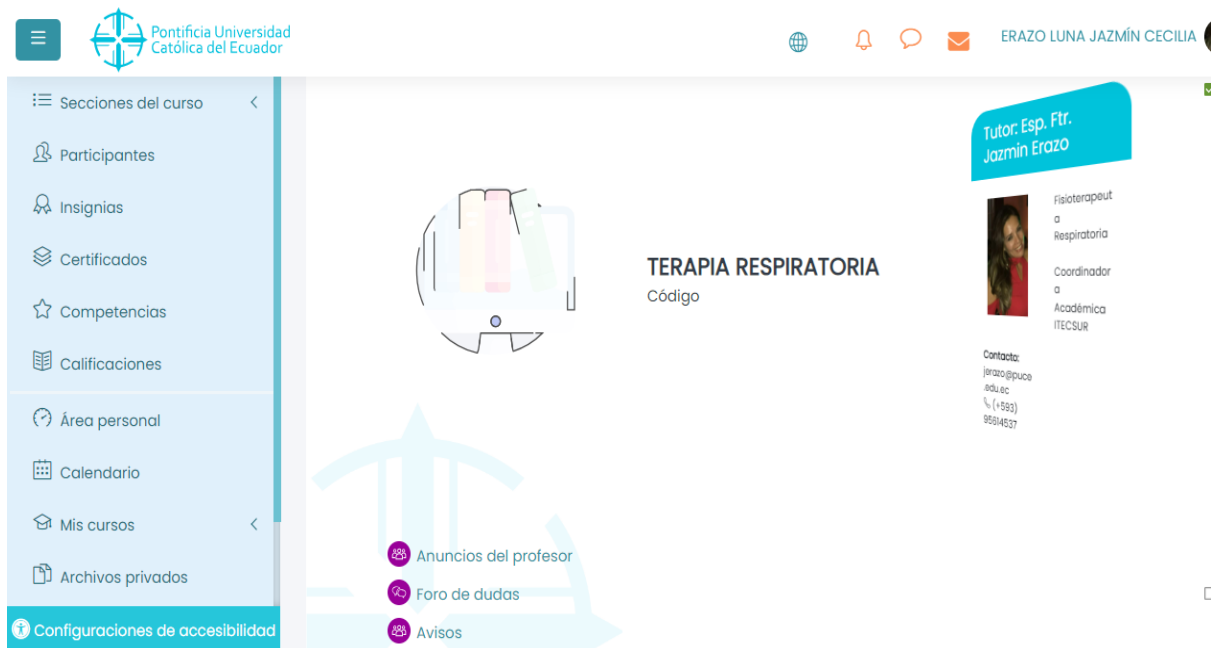 Pontificia Universidad
Católica del Ecuador
ERAZO LUNA JAZMÍN CECILIA
Secciones del curso
Participantes
Insignias
Certificados
Competencias
Calificaciones
Área personal
Calendario
Mis cursos
Archivos privados
Configuraciones de accesibilidad
TERAPIA RESPIRATORIA
Código
Tutor: Esp. Ftr.
Jazmin Erazo
Fisioterapeut
a
Respiratoria
Coordinador
a
Académica
ITECSUR
Contacto:
jerazo@puce
.edu.ec
(+593)
95614537
Anuncios del profesor
Foro de dudas
Avisos